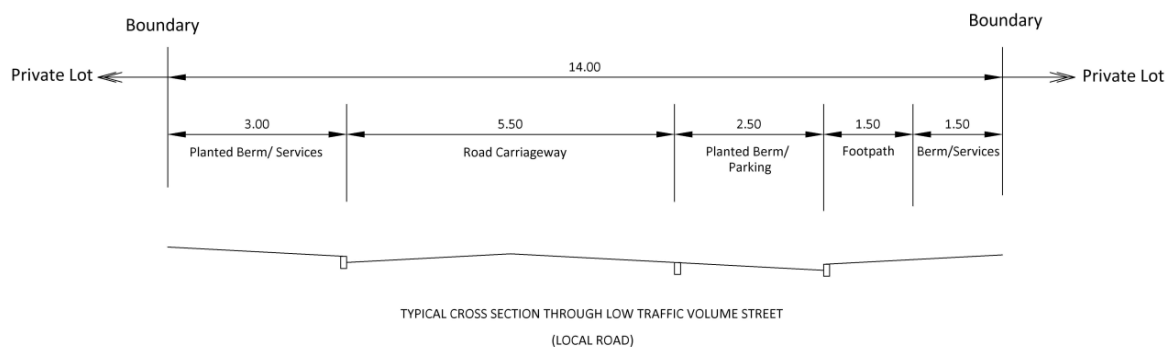 Boundary
Boundary
Private Lot
14.00
Private Lot
3.00
5.50
2.50
1.50
1.50
Planted Berm/ Services
Road Carriageway
Planted Berm/
Parking
Footpath
Berm/Services
TYPICAL CROSS SECTION THROUGH LOW TRAFFIC VOLUME STREET
(LOCAL ROAD)